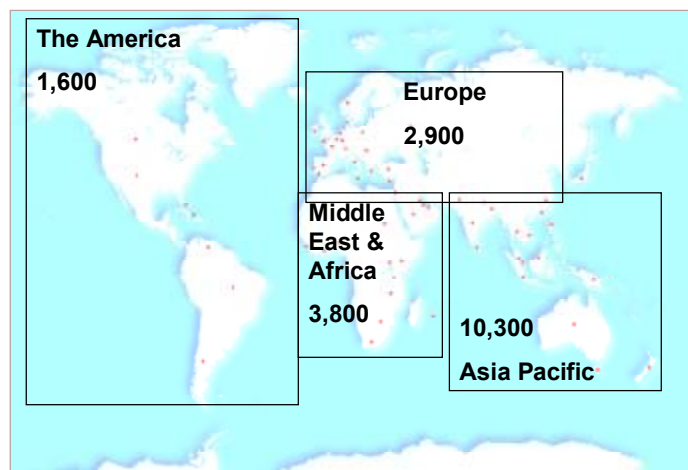 The America
1,600
Europe
2,900
Middle
East &
Africa
3,800
10,300
Asia Pacific